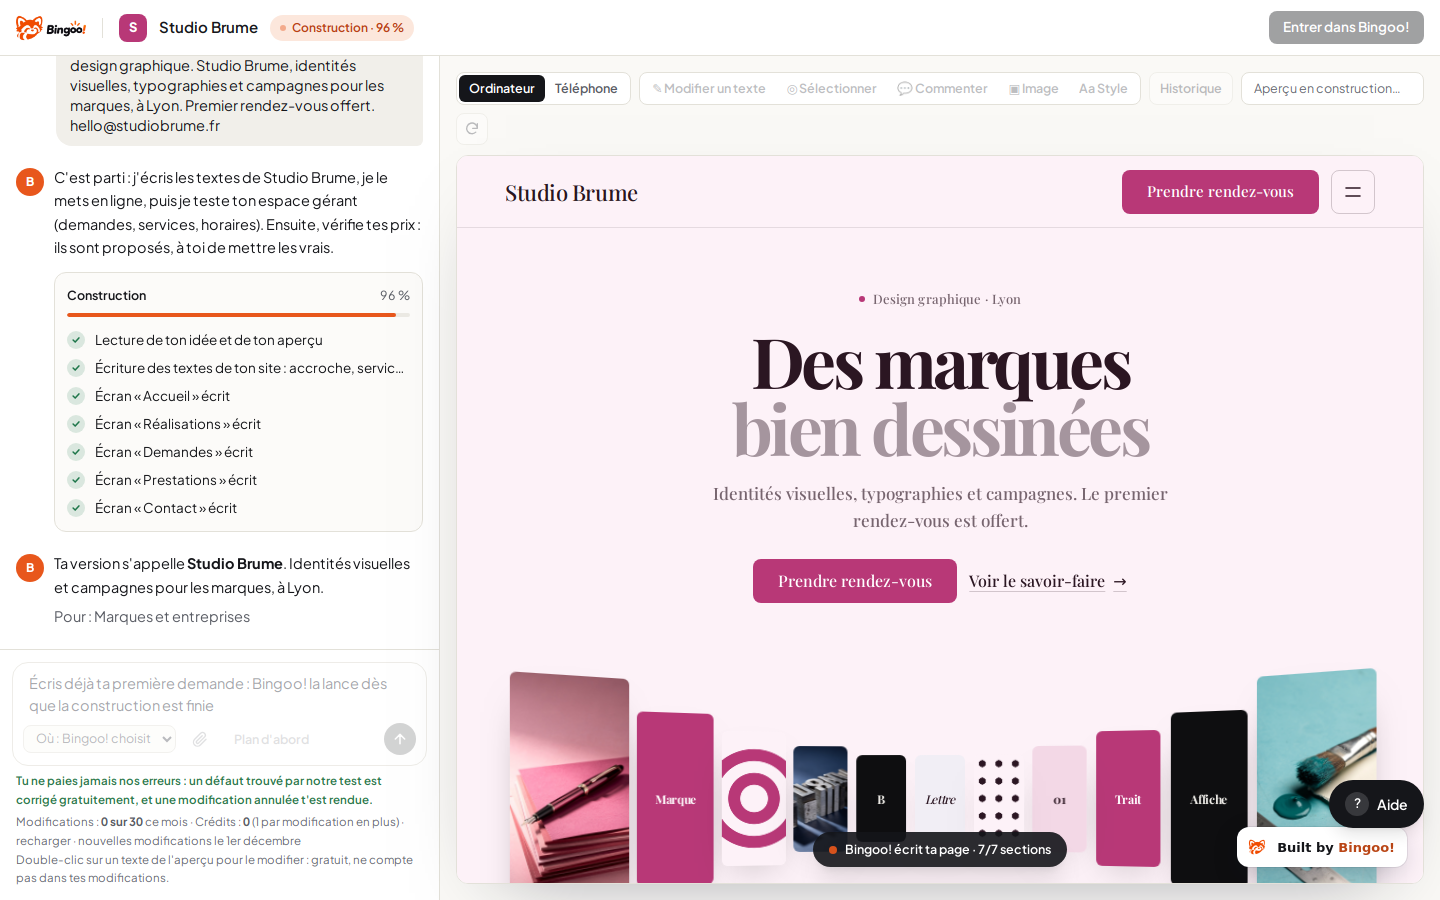 Bingoo!
S
Studio Brume
Construction · 96 %
Entrer dans Bingoo!
design graphique. Studio Brume, identités
visuelles, typographies et campagnes pour les
marques, à Lyon. Premier rendez-vous offert.
hello@studiobrume.fr
B
C'est parti : j'écris les textes de Studio Brume, je le
mets en ligne, puis je teste ton espace gérant
(demandes, services, horaires). Ensuite, vérifie tes prix :
ils sont proposés, à toi de mettre les vrais.
Construction
96 %
Lecture de ton idée et de ton aperçu
Écriture des textes de ton site : accroche, servic…
Écran « Accueil » écrit
Écran « Réalisations » écrit
Écran « Demandes » écrit
Écran « Prestations » écrit
Écran « Contact » écrit
B
Ta version s'appelle Studio Brume. Identités visuelles
et campagnes pour les marques, à Lyon.
Pour : Marques et entreprises
Écris déjà ta première demande : Bingoo! la lance dès
que la construction est finie
Où : Bingoo! choisit
Plan d'abord
Tu ne paies jamais nos erreurs : un défaut trouvé par notre test est
corrigé gratuitement, et une modification annulée t'est rendue.
Modifications : 0 sur 30 ce mois · Crédits : 0 (1 par modification en plus) ·
recharger · nouvelles modifications le 1er décembre
Double-clic sur un texte de l'aperçu pour le modifier : gratuit, ne compte
pas dans tes modifications.
Ordinateur
Téléphone
Modifier un texte
Sélectionner
Commenter
Image
Aa Style
Historique
Aperçu en construction…
Studio Brume
Prendre rendez-vous
Design graphique · Lyon
Des marques
bien dessinées
Identités visuelles, typographies et campagnes. Le premier
rendez-vous est offert.
Prendre rendez-vous
Voir le savoir-faire →
Marque
B
Lettre
01
Trait
Affiche
Bingoo! écrit ta page · 7/7 sections
? Aide
Built by Bingoo!